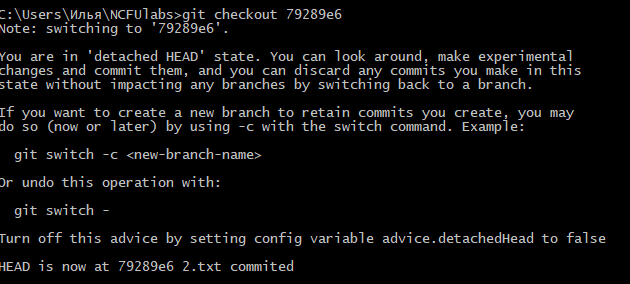 C:\Users\Илья\NCFUlabs>git checkout 79289e6
Note: switching to '79289e6'.
You are in 'detached HEAD' state. You can look around, make experimental
changes and commit them, and you can discard any commits you make in this
state without impacting any branches by switching back to a branch.
If you want to create a new branch to retain commits you create, you may
do so (now or later) by using -c with the switch command. Example:
git switch -c <new-branch-name>
Or undo this operation with:
git switch -
Turn off this advice by setting config variable advice.detachedHead to false
HEAD is now at 79289e6 2.txt commited